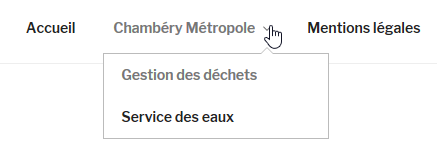 Accueil Chambéry Métropole Mentions légales
Gestion des déchets
Service des eaux